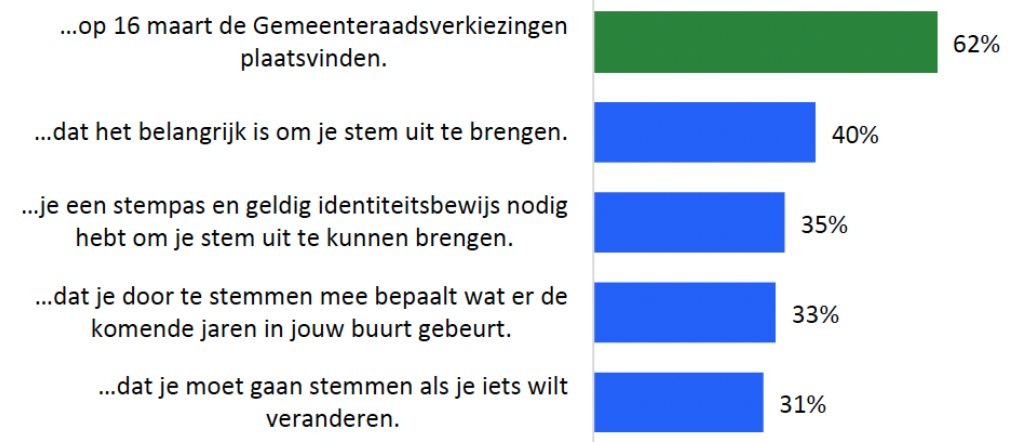 ...op 16 maart de Gemeenteraadsverkiezingen
plaatsvinden.
62%
...dat het belangrijk is om je stem uit te brengen.
40%
...je een stempas en geldig identiteitsbewijs nodig
hebt om je stem uit te kunnen brengen.
35%
...dat je door te stemmen mee bepaalt wat er de
komende jaren in jouw buurt gebeurt.
33%
...dat je moet gaan stemmen als je iets wilt
veranderen.
31%